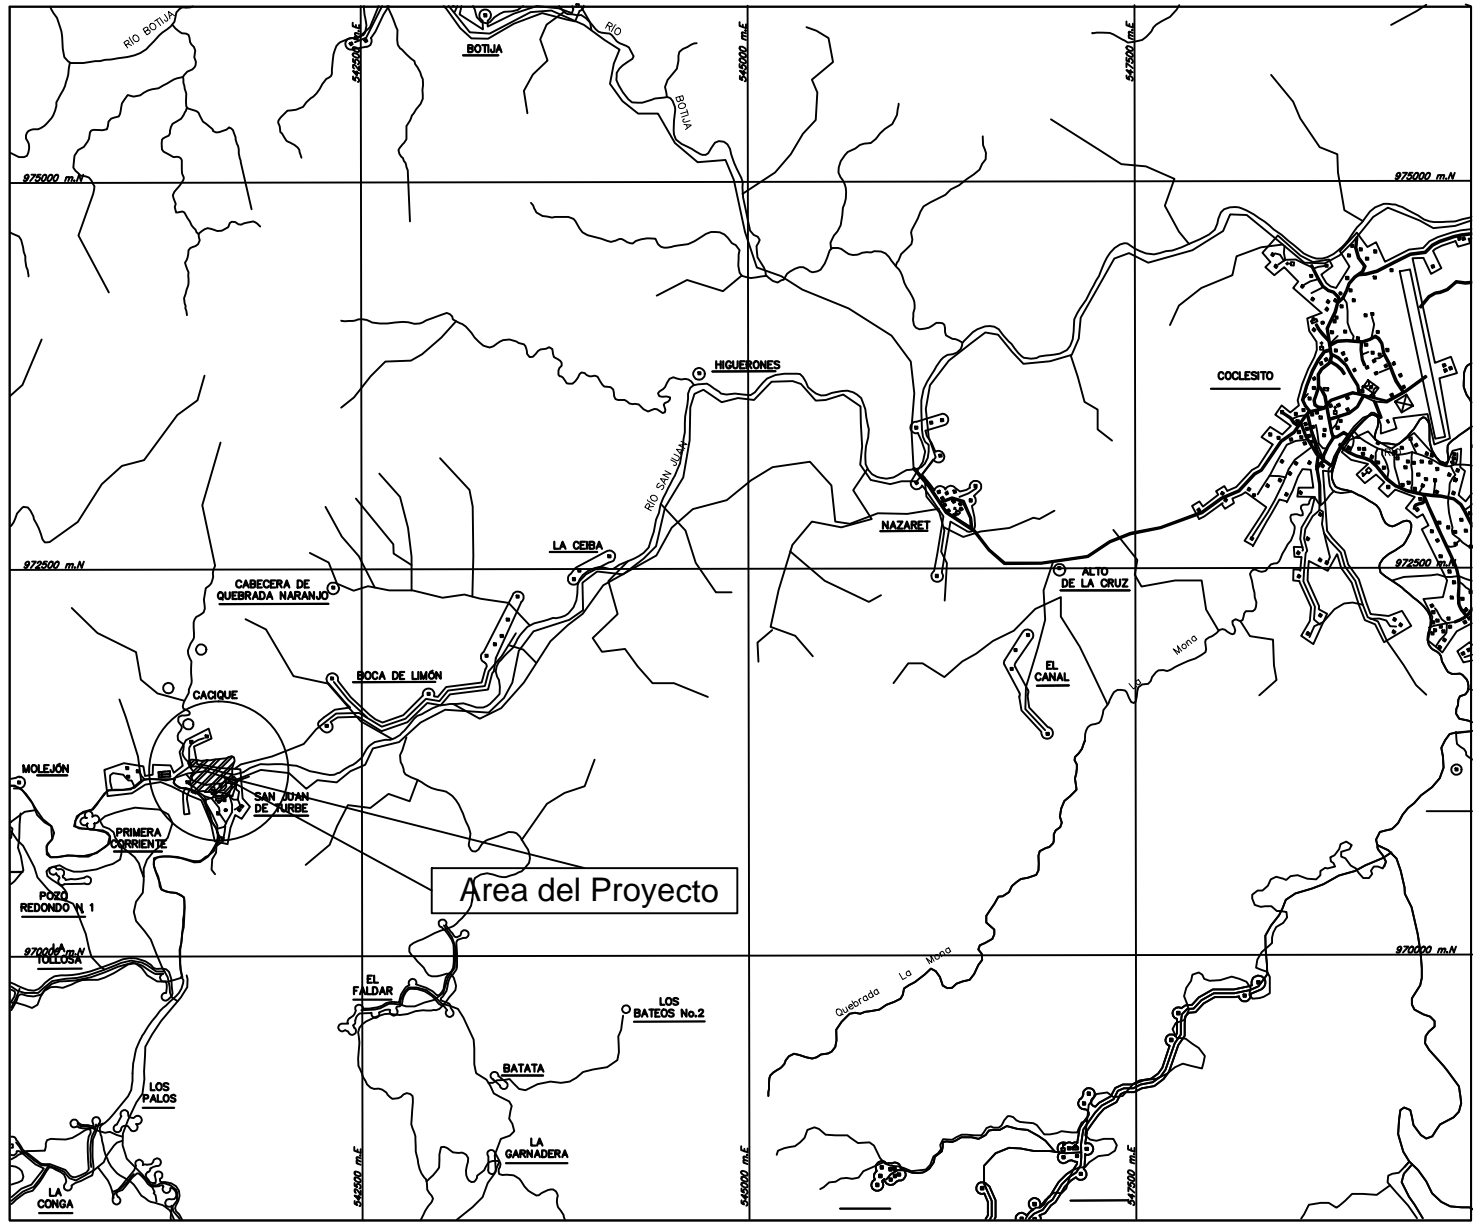 RÍO BOTIJA
542500 m.E
BOTIJA
RÍO
BOTIJA
545000 m.E
547500 m.E
975000 m.N
975000 m.N
HIGUERONES
COCLESITO
RÍO SAN JUAN
NAZARET
LA CEIBA
972500 m.N
972500 m.N
CABECERA DE
QUEBRADA NARANJO
ALTO
DE LA CRUZ
Mona
La
EL
CANAL
BOCA DE LIMÓN
CACIQUE
MOLEJÓN
SAN JUAN
DE TURBE
PRIMERA
CORRIENTE
Area del Proyecto
POZO
REDONDO N 1
970000 m.N
LA
TOLLOSA
970000 m.N
Quebrada La Mona
EL
FALDAR
LOS
BATEOS No.2
BATATA
LOS
PALOS
LA
GARNADERA
LA
CONGA
542500 m.E
545000 m.E
547500 m.E